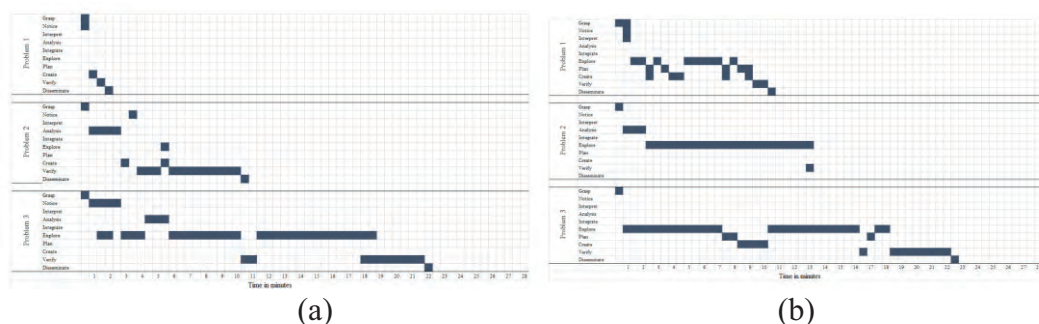 Problem 1
Grasp
Notice
Interpret
Analysis
Integrate
Explore
Plan
Create
Verify
Disseminate
Problem 2
Grasp
Notice
Interpret
Analysis
Integrate
Explore
Plan
Create
Verify
Disseminate
Problem 3
Grasp
Notice
Interpret
Analysis
Integrate
Explore
Plan
Create
Verify
Disseminate
1 2 3 4 5 6 7 8 9 10 11 12 13 14 15 16 17 18 19 20 21 22 23 24 25 26 27 28
Time in minutes
(a)
Problem 1
Grasp
Notice
Interpret
Analysis
Integrate
Explore
Plan
Create
Verify
Disseminate
Problem 2
Grasp
Notice
Interpret
Analysis
Integrate
Explore
Plan
Create
Verify
Disseminate
Problem 3
Grasp
Notice
Interpret
Analysis
Integrate
Explore
Plan
Create
Verify
Disseminate
1 2 3 4 5 6 7 8 9 10 11 12 13 14 15 16 17 18 19 20 21 22 23 24 25 26 27
Time in minutes
(b)